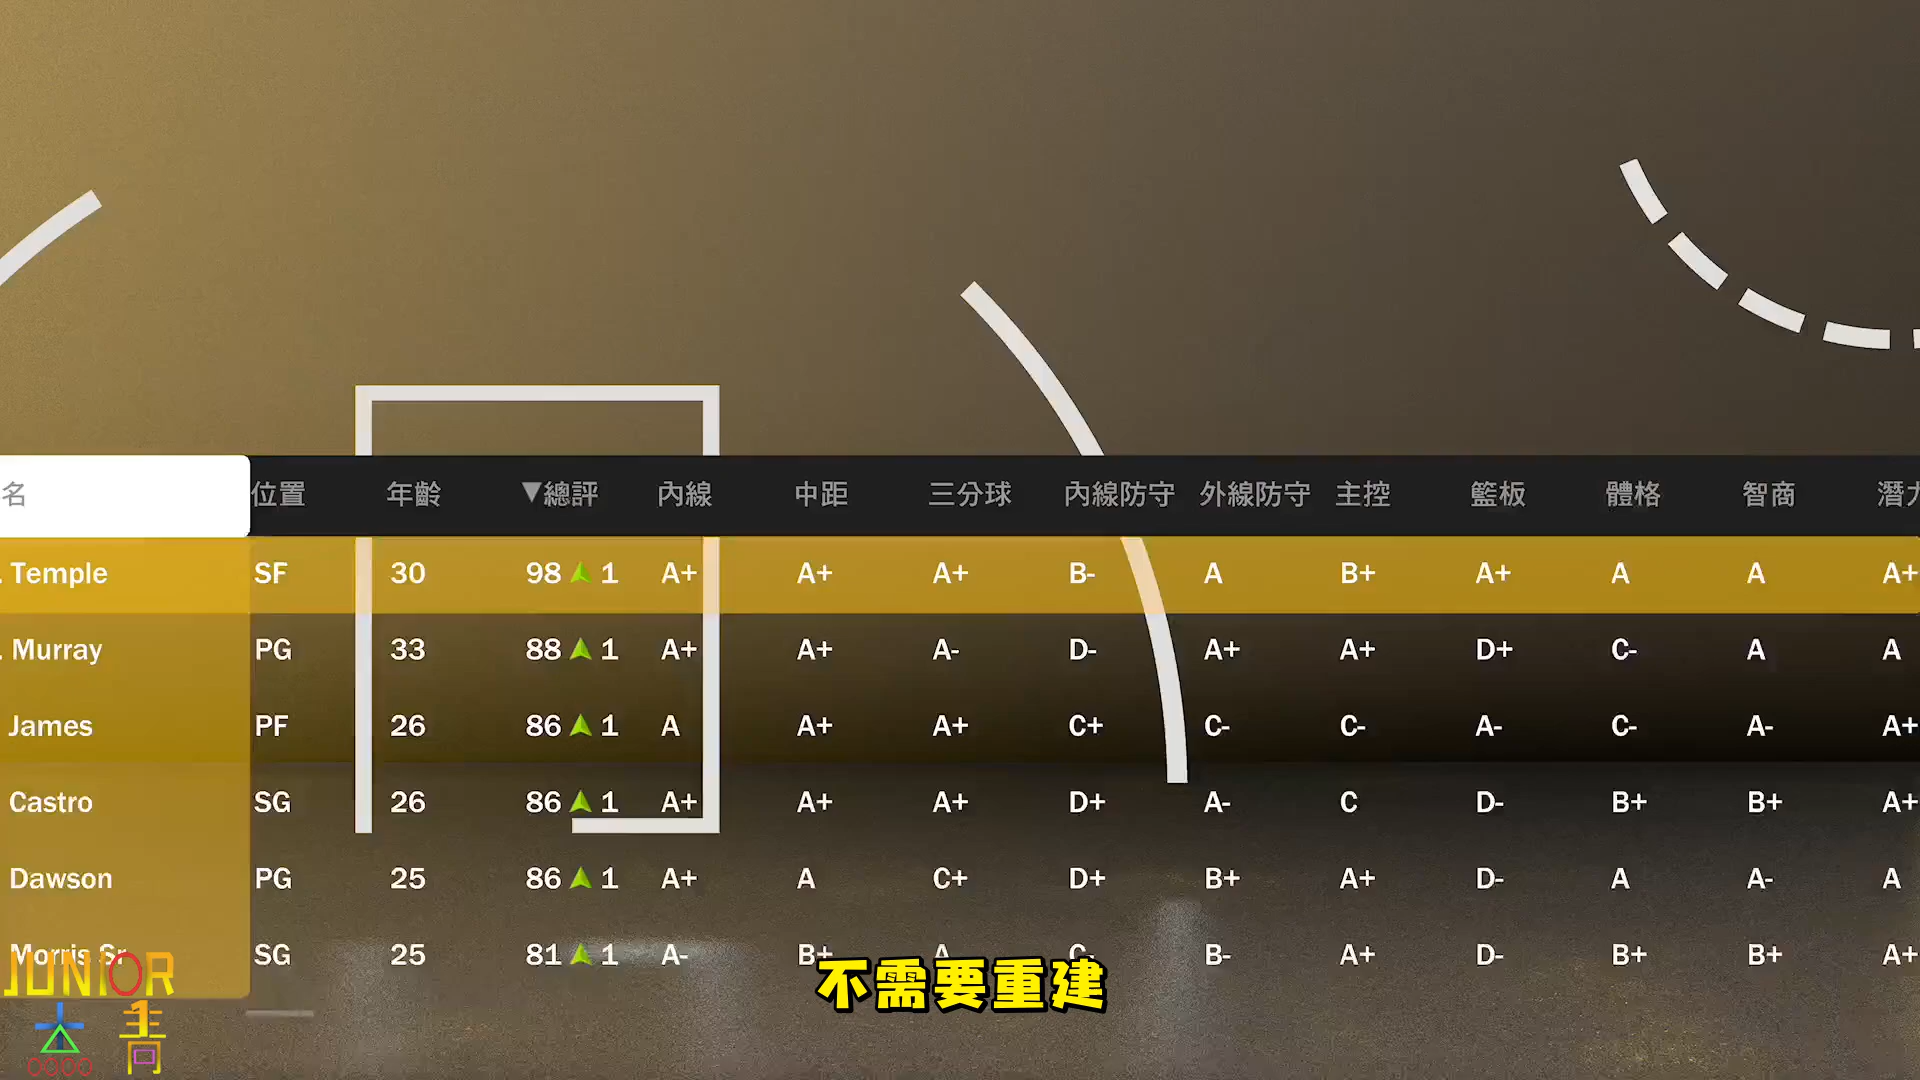 名 位置 年齡 ▼總評 內線 中距 三分球 內線防守 外線防守 主控 籃板 體格 智商 潛力
. Temple SF 30 98 1 A+ A+ A+ B- A B+ A+ A A A+
. Murray PG 33 88 1 A+ A+ A- D- A+ A+ D+ C- A A
James PF 26 86 1 A A+ A+ C+ C- C- A- C- A- A+
Castro SG 26 86 1 A+ A+ A+ D+ A- C D- B+ B+ A+
Dawson PG 25 86 1 A+ A C+ D+ B+ A+ D- A A- A
Morris Sr SG 25 81 1 A- B+ B- A+ D- B+ B+ A+
不需要重建
JUNIOR